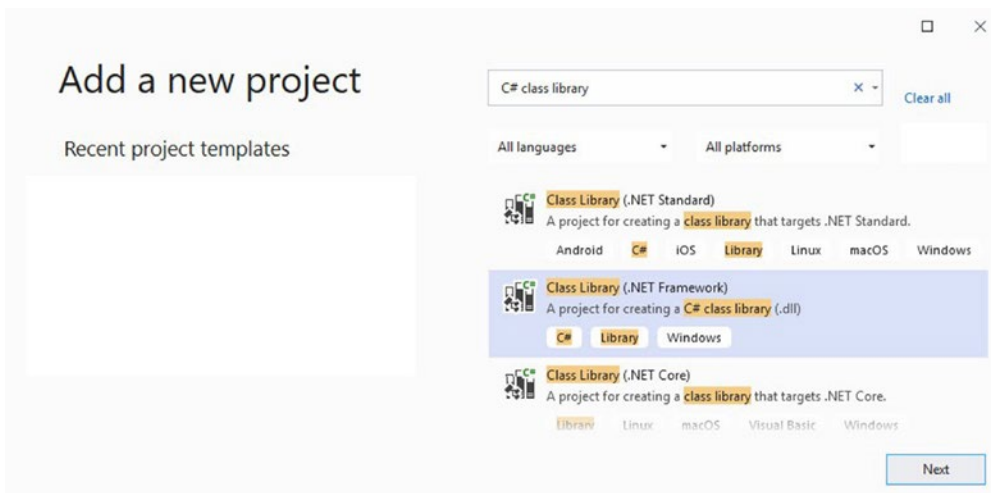 Add a new project
Recent project templates
C# class library
Clear all
All languages
All platforms
Class Library (.NET Standard)
A project for creating a class library that targets .NET Standard.
Android C# iOS Library Linux macOS Windows
Class Library (.NET Framework)
A project for creating a C# class library (.dll)
C# Library Windows
Class Library (.NET Core)
A project for creating a class library that targets .NET Core.
Library Linux macOS Visual Basic Windows
Next